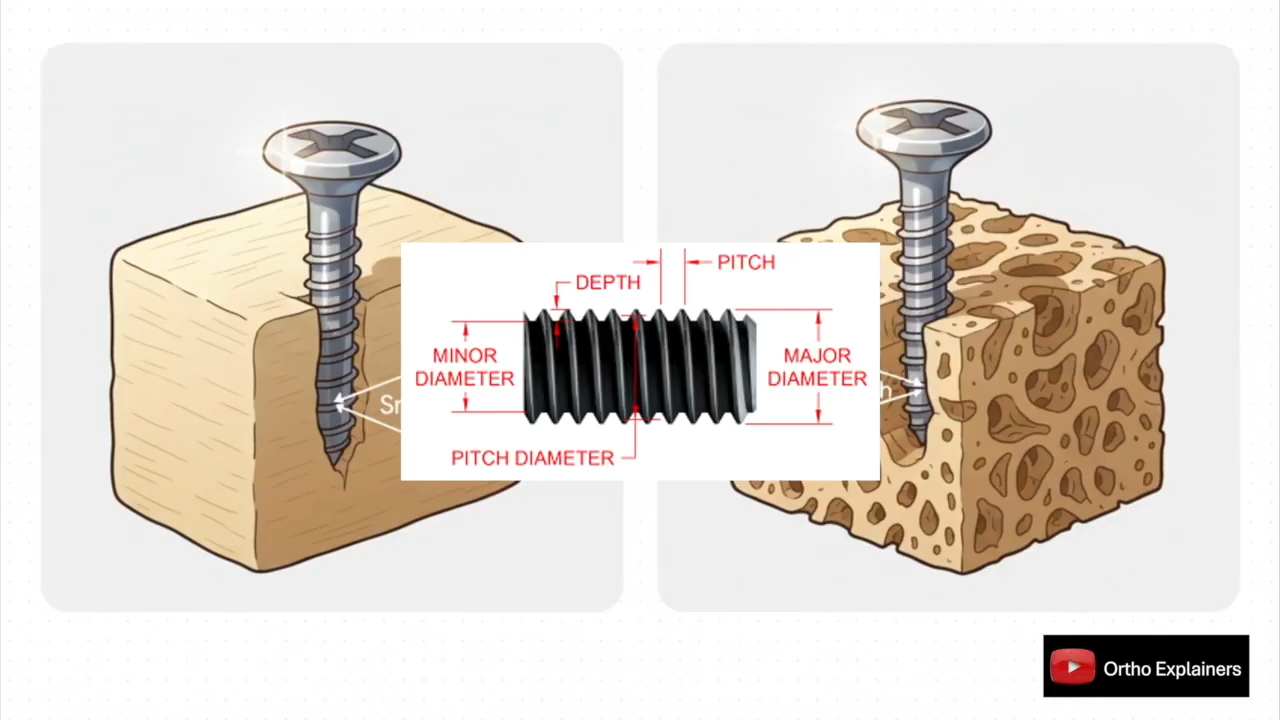 PITCH
DEPTH
MINOR
DIAMETER
MAJOR
DIAMETER
PITCH DIAMETER
Ortho Explainers